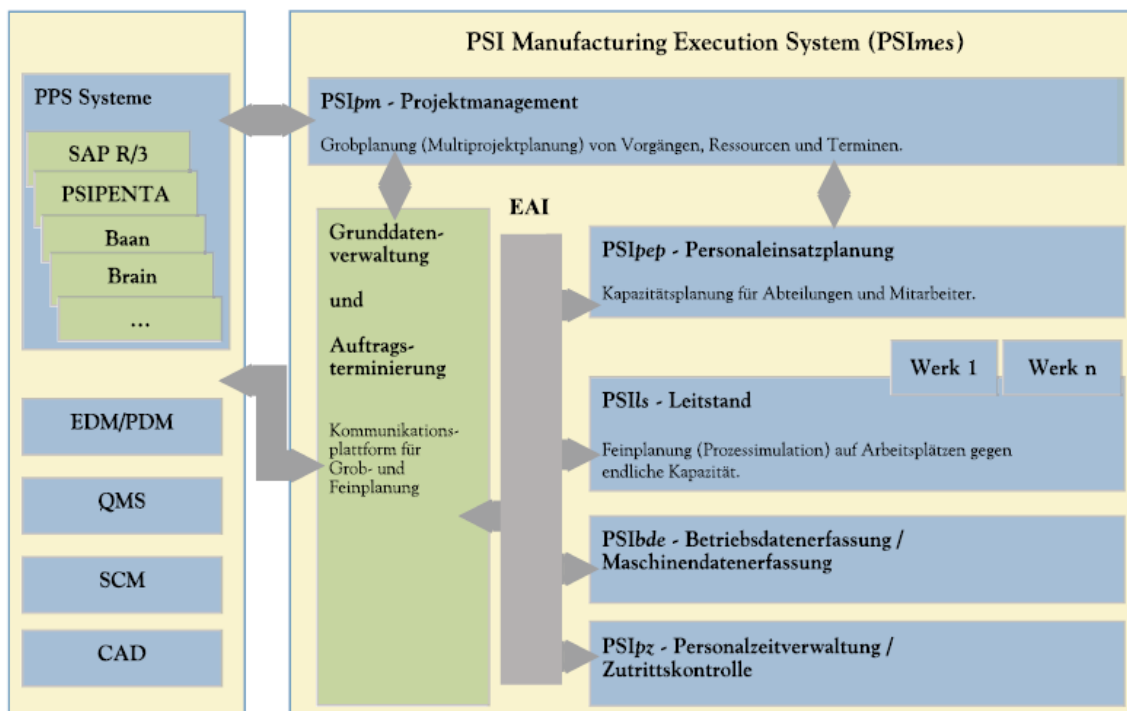 PPS Systeme
SAP R/3
PSIPENTA
Baan
Brain
...
EDM/PDM
QMS
SCM
CAD
PSI Manufacturing Execution System (PSImes)
PSIpm - Projektmanagement
Grobplanung (Multiprojektplanung) von Vorgängen, Ressourcen und Terminen.
Grunddaten-
verwaltung
und
Auftrags-
terminierung
Kommunikations-
plattform für
Grob- und
Feinplanung
EAI
PSIpep - Personaleinsatzplanung
Kapazitätsplanung für Abteilungen und Mitarbeiter.
Werk 1
Werk n
PSIls - Leitstand
Feinplanung (Prozessimulation) auf Arbeitsplätzen gegen
endliche Kapazität.
PSIbde - Betriebsdatenerfassung /
Maschinendatenerfassung
PSIpz - Personalzeitverwaltung /
Zutrittskontrolle